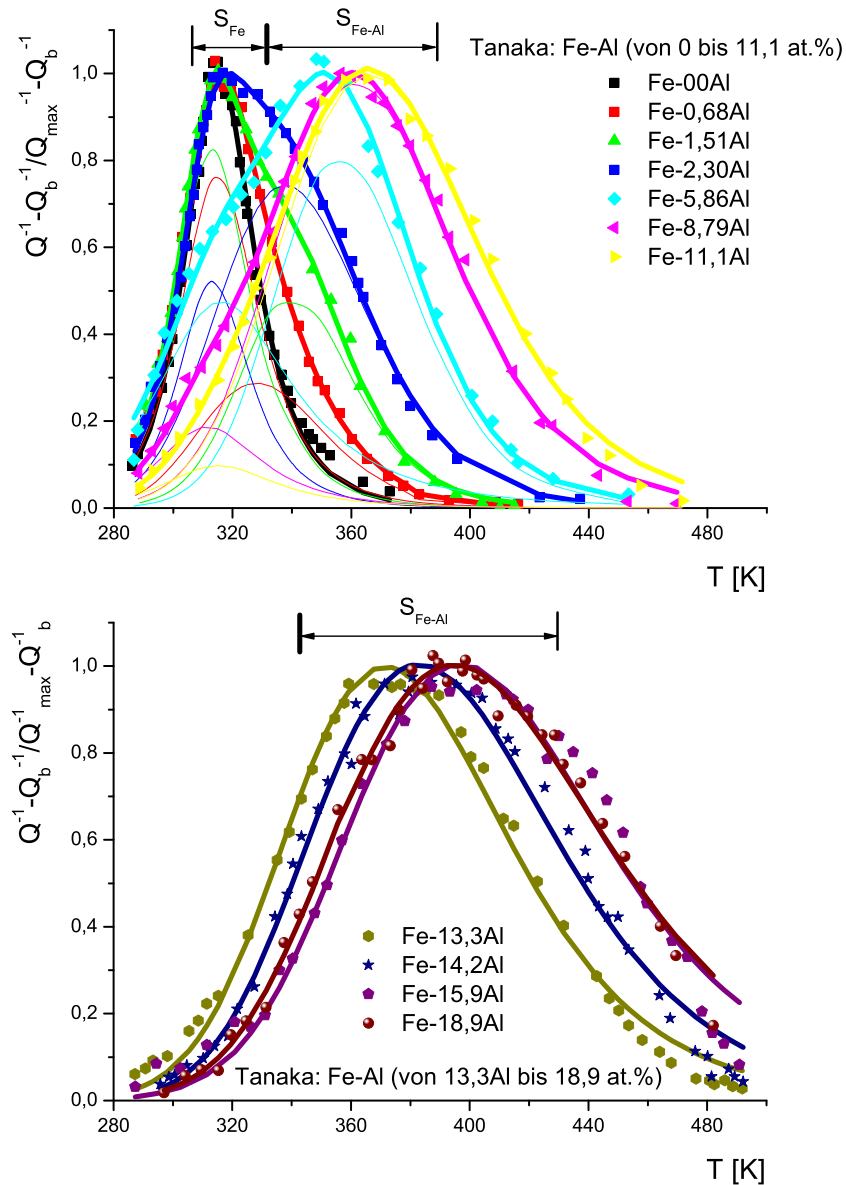 S_Fe S_Fe-Al
Tanaka: Fe-Al (von 0 bis 11,1 at.%)
Fe-00Al
Fe-0,68Al
Fe-1,51Al
Fe-2,30Al
Fe-5,86Al
Fe-8,79Al
Fe-11,1Al
Q⁻¹-Q_b⁻¹/Q_max⁻¹-Q_b⁻¹
1,0
0,8
0,6
0,4
0,2
0,0
280 320 360 400 440 480
T [K]
S_Fe-Al
Q⁻¹-Q_b⁻¹/Q⁻¹_max-Q⁻¹_b
1,0
0,8
0,6
0,4
0,2
0,0
Fe-13,3Al
Fe-14,2Al
Fe-15,9Al
Fe-18,9Al
Tanaka: Fe-Al (von 13,3Al bis 18,9 at.%)
280 320 360 400 440 480
T [K]